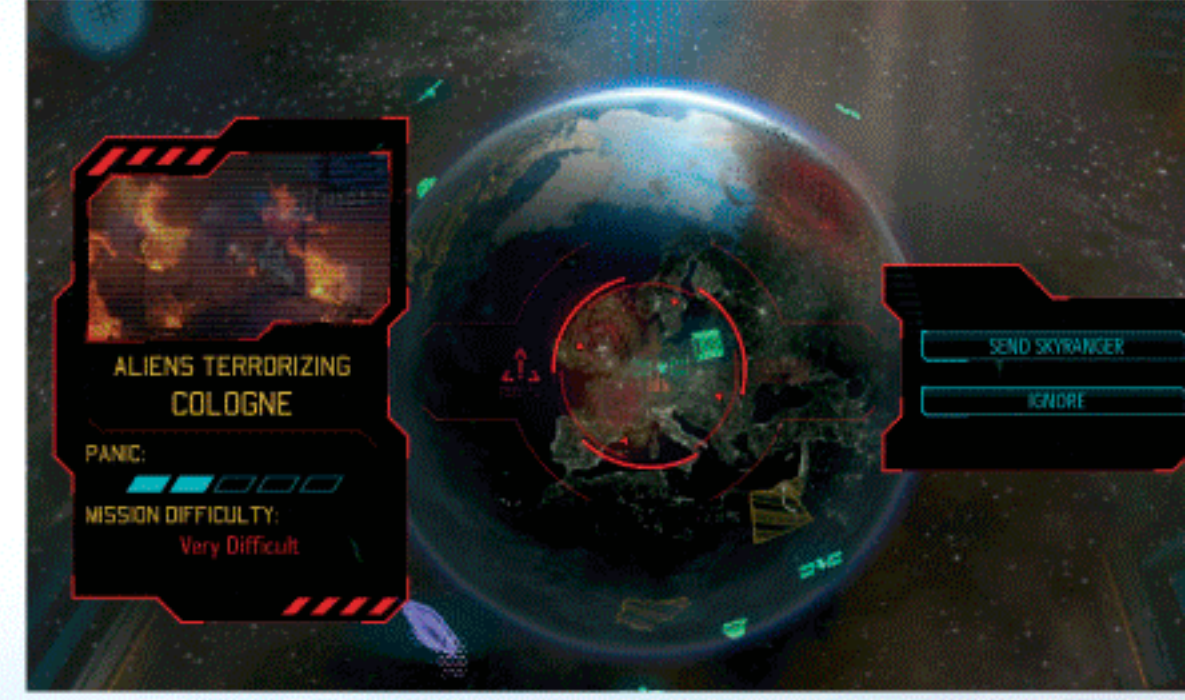 ALIENS TERRORIZING
COLOGNE
PANIC:
MISSION DIFFICULTY:
Very Difficult
SEND SKYRANGER
IGNORE